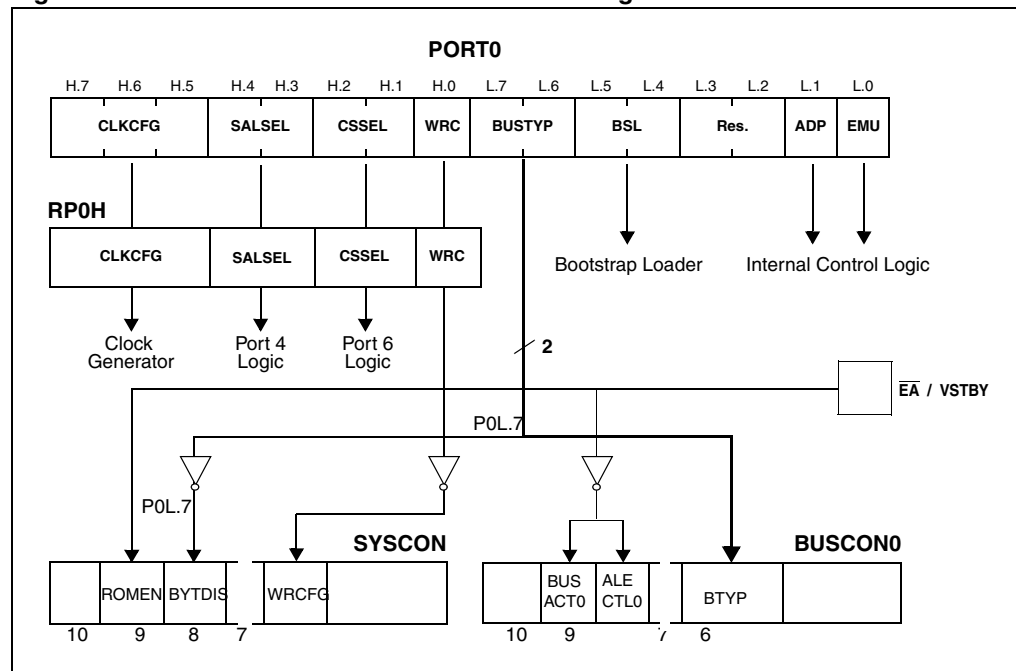 PORT0
H.7 H.6 H.5 H.4 H.3 H.2 H.1 H.0 L.7 L.6 L.5 L.4 L.3 L.2 L.1 L.0
CLKCFG SALSEL CSSEL WRC BUSTYP BSL Res. ADP EMU
RP0H
CLKCFG SALSEL CSSEL WRC
Bootstrap Loader Internal Control Logic
Clock Generator
Port 4 Logic
Port 6 Logic
2
EA / VSTBY
P0L.7
P0L.7
SYSCON BUSCON0
ROMEN BYTDIS WRCFG
BUS ACT0
ALE CTL0
BTYP
10 9 8 7 10 9 7 6